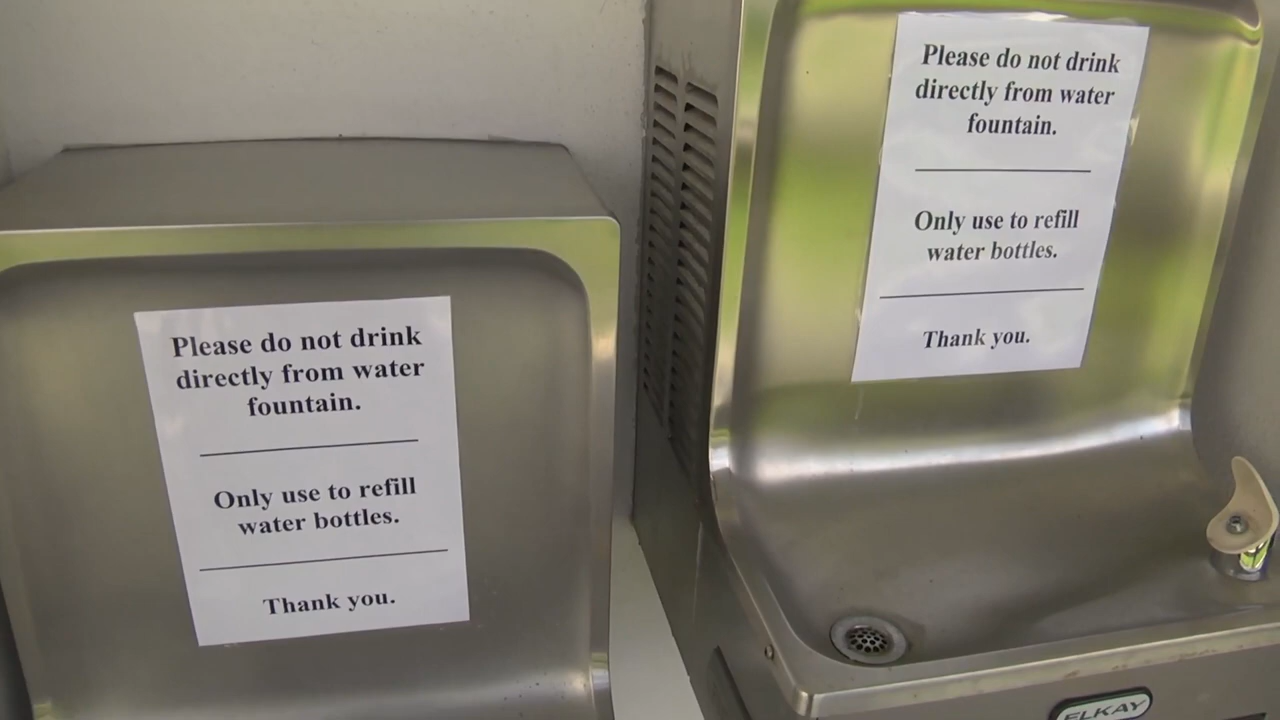 Please do not drink
directly from water
fountain.
Only use to refill
water bottles.
Thank you.
Please do not drink
directly from water
fountain.
Only use to refill
water bottles.
Thank you.
ELKAY